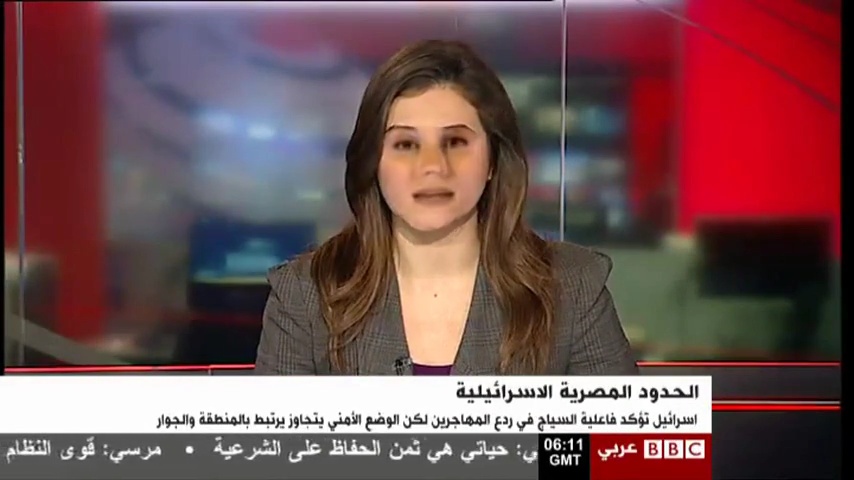 الحدود المصرية الاسرائيلية
اسرائيل تؤكد فاعلية السياج في ردع المهاجرين لكن الوضع الأمني يتجاوز يرتبط بالمنطقة والجوار
BBC عربي
06:11
GMT
ي: حياتي هي ثمن الحفاظ على الشرعية • مرسي: قوى النظام